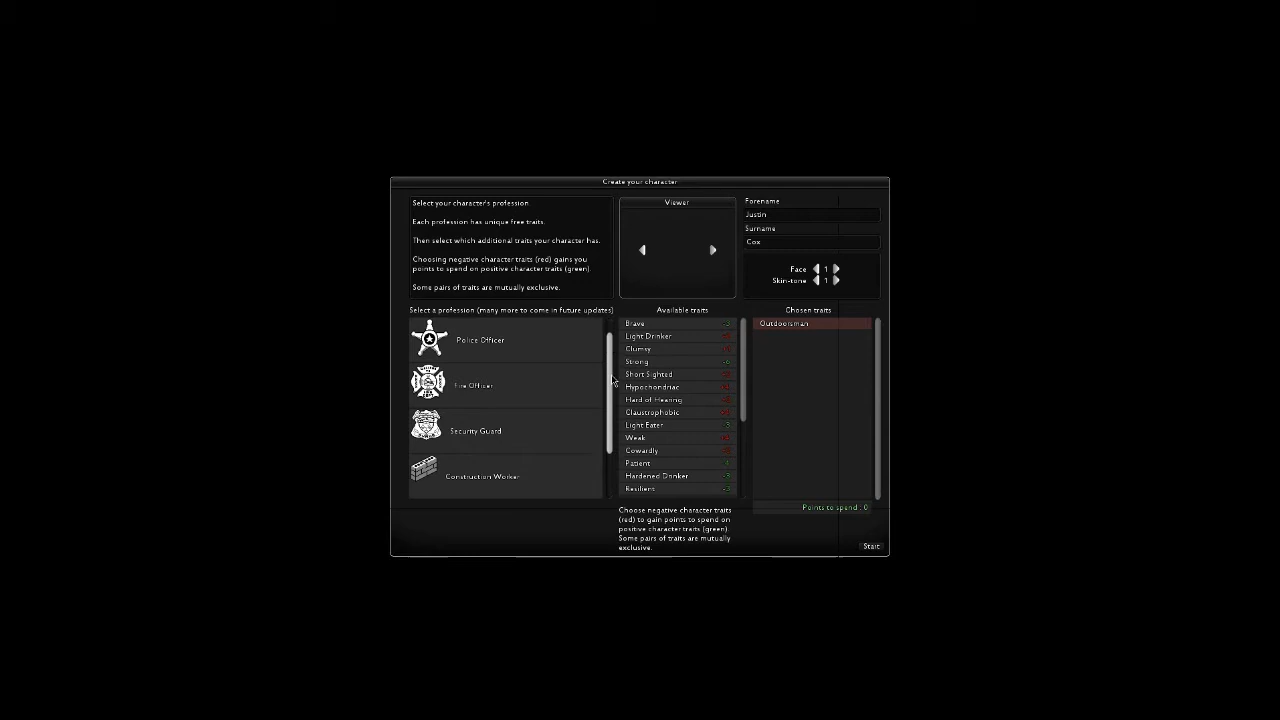 Create your character
Select your character's profession
Each profession has unique free traits.
Then select which additional traits your character has.
Choosing negative character traits (red) gains you
points to spend on positive character traits (green).
Some pairs of traits are mutually exclusive.
Viewer
Forename
Justin
Surname
Cox
Face 1
Skin-tone 1
Select a profession (many more to come in future updates)
Police Officer
Fire Officer
Security Guard
Construction Worker
Available traits
Brave
Light Drinker
Clumsy
Strong
Short Sighted
Hypochondriac
Hard of Hearing
Claustrophobic
Light Eater
Weak
Cowardly
Patient
Hardened Drinker
Resilient
Choose negative character traits
(red) to gain points to spend on
positive character traits (green).
Some pairs of traits are mutually
exclusive.
Chosen traits
Outdoorsman
Points to spend : 0
Start